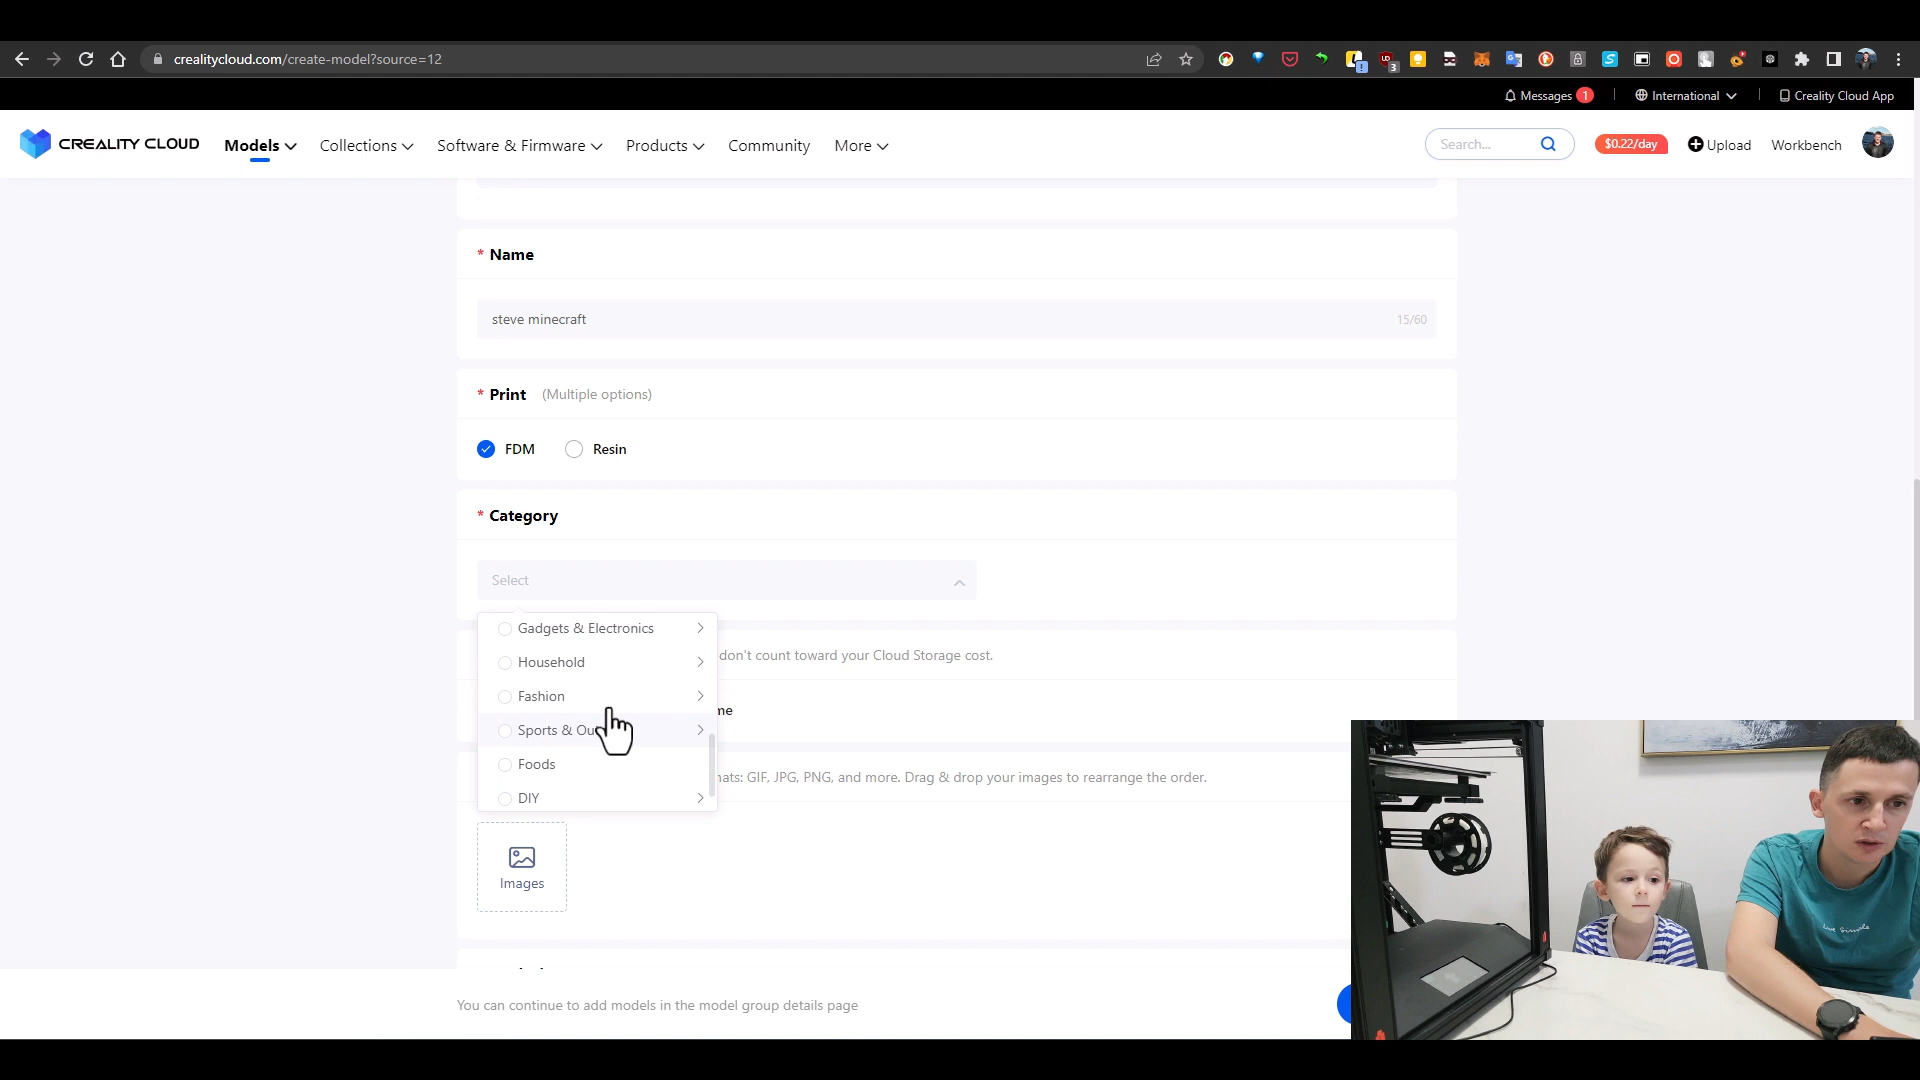 crealitycloud.com/create-model?source=12
Messages 1
International
Creality Cloud App
CREALITY CLOUD
Models
Collections
Software & Firmware
Products
Community
More
Search...
$0.22/day
Upload
Workbench
* Name
steve minecraft
15/60
* Print (Multiple options)
FDM
Resin
* Category
Select
Gadgets & Electronics
Household
Fashion
Sports & Ou
Foods
DIY
don't count toward your Cloud Storage cost.
me
mats: GIF, JPG, PNG, and more. Drag & drop your images to rearrange the order.
Images
You can continue to add models in the model group details page